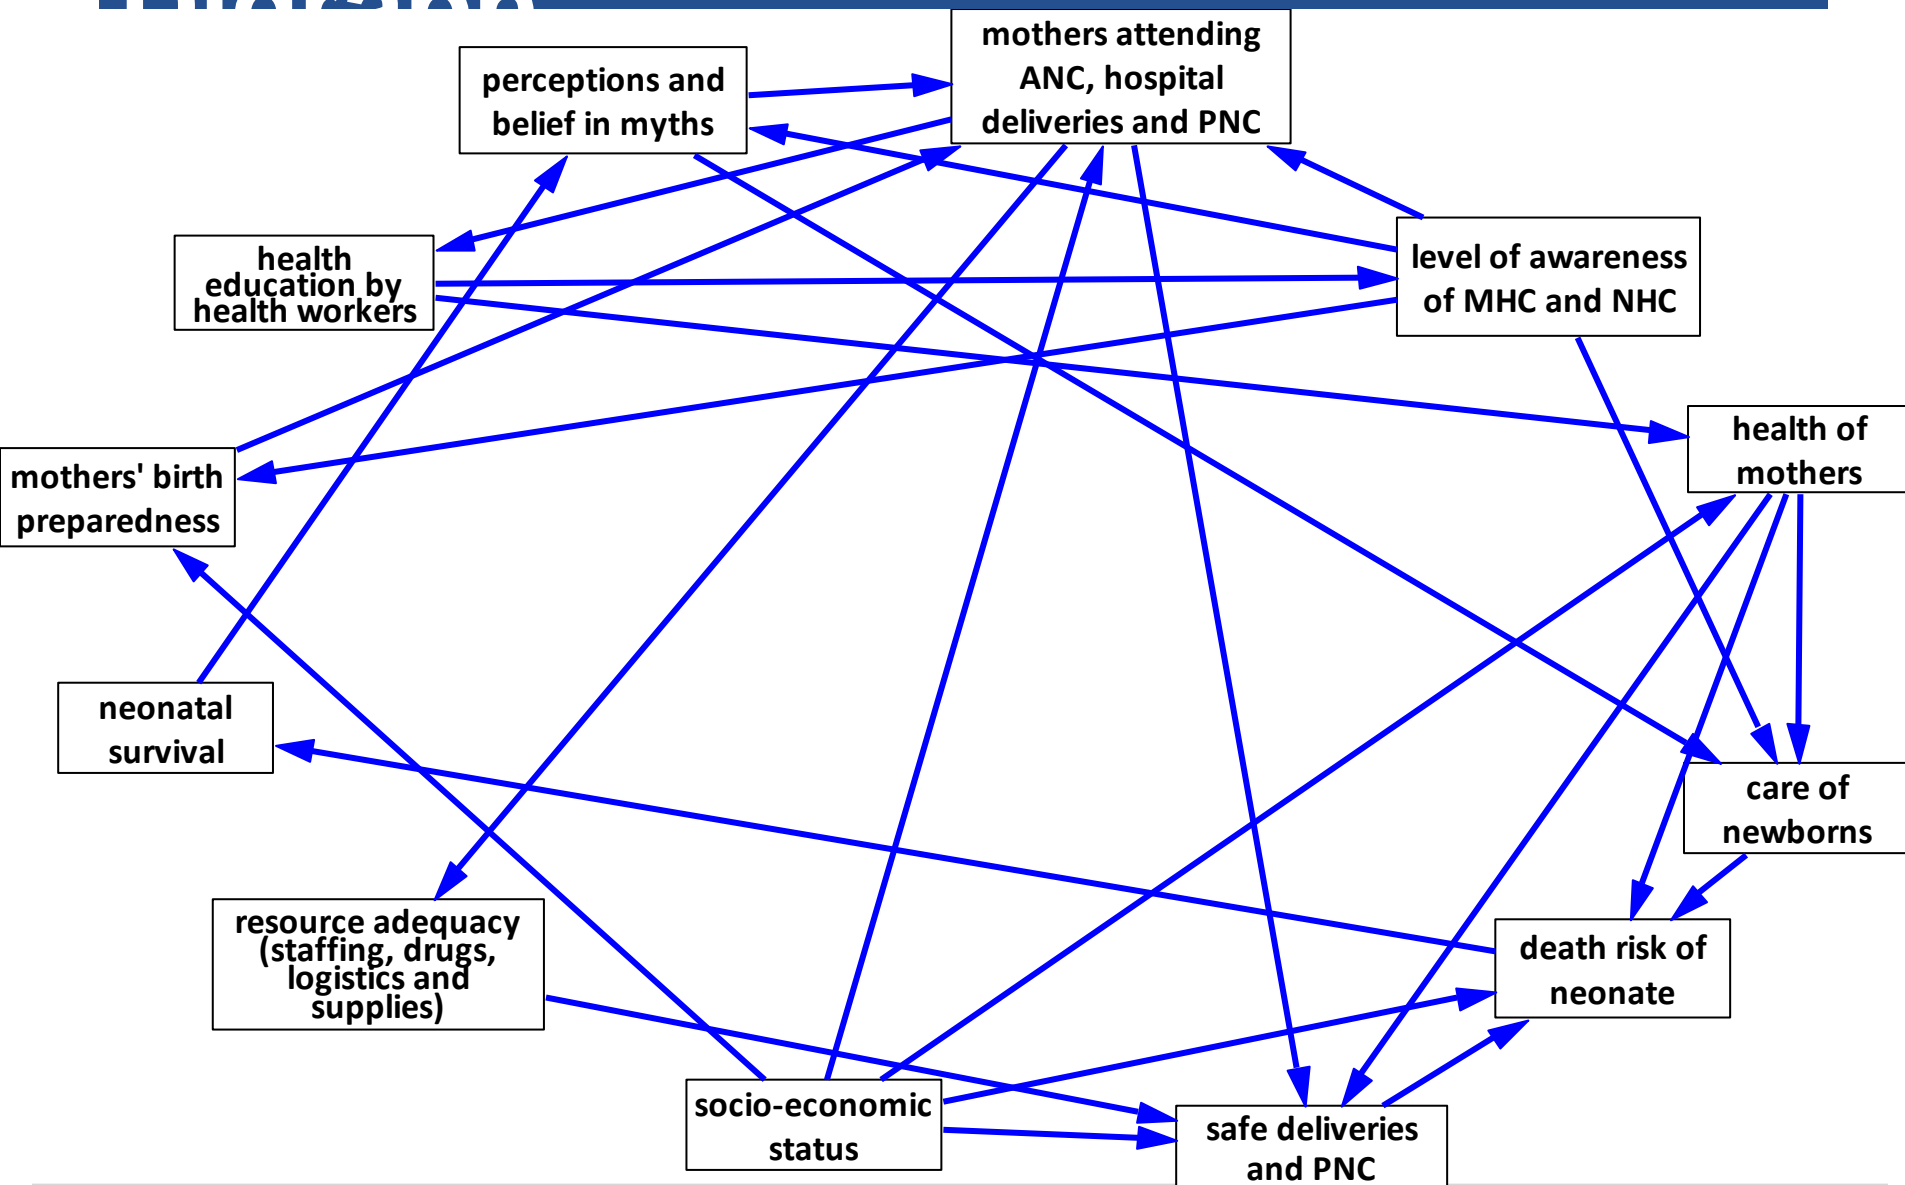 mothers attending
ANC, hospital
deliveries and PNC
perceptions and
belief in myths
health
education by
health workers
level of awareness
of MHC and NHC
health of
mothers
mothers' birth
preparedness
neonatal
survival
care of
newborns
resource adequacy
(staffing, drugs,
logistics and
supplies)
death risk of
neonate
socio-economic
status
safe deliveries
and PNC